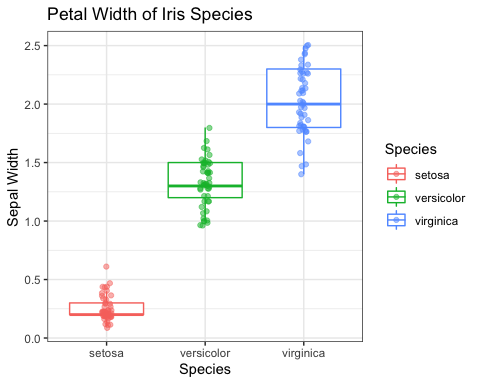 Petal Width of Iris Species
2.5
2.0
1.5
1.0
0.5
0.0
Sepal Width
setosa
versicolor
virginica
Species
Species
setosa
versicolor
virginica